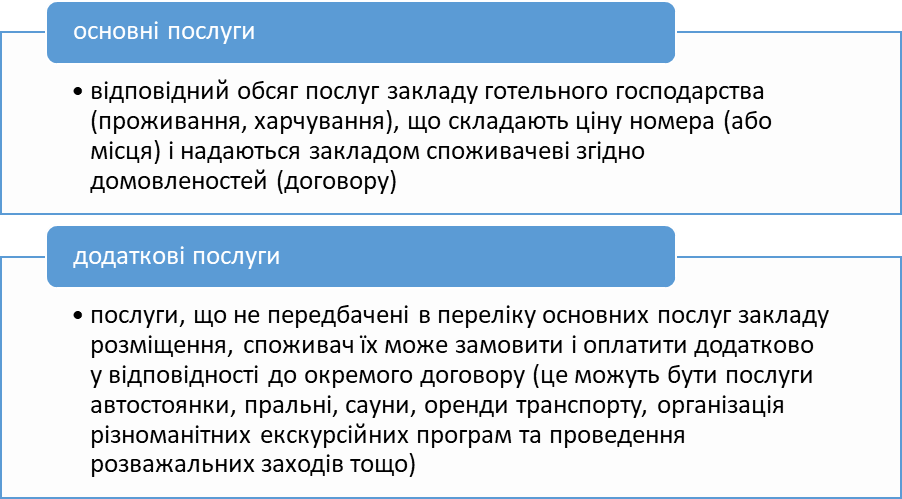 основні послуги
• відповідний обсяг послуг закладу готельного господарства
(проживання, харчування), що складають ціну номера (або
місця) і надаються закладом споживачеві згідно
домовленостей (договору)
додаткові послуги
• послуги, що не передбачені в переліку основних послуг закладу
розміщення, споживач їх може замовити і оплатити додатково
у відповідності до окремого договору (це можуть бути послуги
автостоянки, пральні, сауни, оренди транспорту, організація
різноманітних екскурсійних програм та проведення
розважальних заходів тощо)